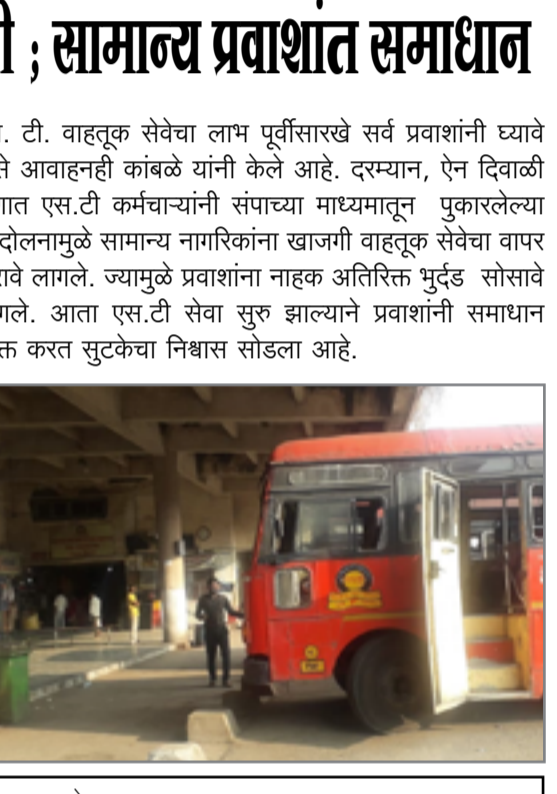 ी ; सामान्य प्रवाशांत समाधान
. टी. वाहतूक सेवेचा लाभ पूर्वीसारखे सर्व प्रवाशांनी घ्यावे
से आवाहनही कांबळे यांनी केले आहे. दरम्यान, ऐन दिवाळी
गात एस.टी कर्मचाऱ्यांनी संपाच्या माध्यमातून पुकारलेल्या
दोलनामुळे सामान्य नागरिकांना खाजगी वाहतूक सेवेचा वापर
रावे लागले. ज्यामुळे प्रवाशांना नाहक अतिरिक्त भुर्दड सोसावे
गले. आता एस.टी सेवा सुरु झाल्याने प्रवाशांनी समाधान
क्त करत सुटकेचा निश्वास सोडला आहे.